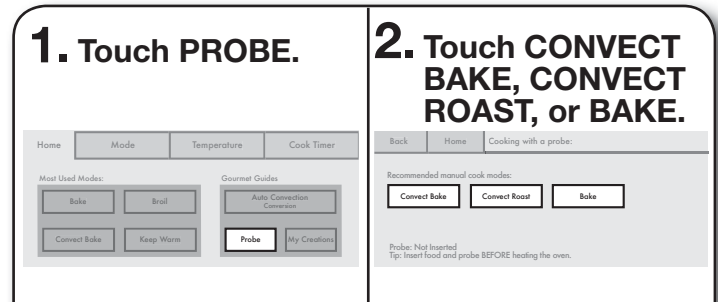 1. Touch PROBE.
Home Mode Temperature Cook Timer
Most Used Modes: Gourmet Guides
Bake Broil Auto Convection
Conversion
Convect Bake Keep Warm Probe My Creations
2. Touch CONVECT
BAKE, CONVECT
ROAST, or BAKE.
Back Home Cooking with a probe:
Recommended manual cook modes:
Convect Bake Convect Roast Bake
Probe: Not Inserted
Tip: Insert food and probe BEFORE heating the oven.